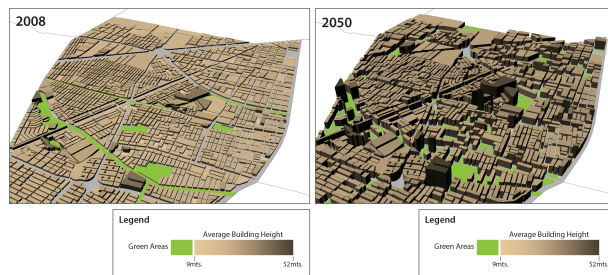 2008
2050
Legend
Average Building Height
Green Areas
9mts.
52mts.
Legend
Average Building Height
Green Areas
9mts.
52mts.